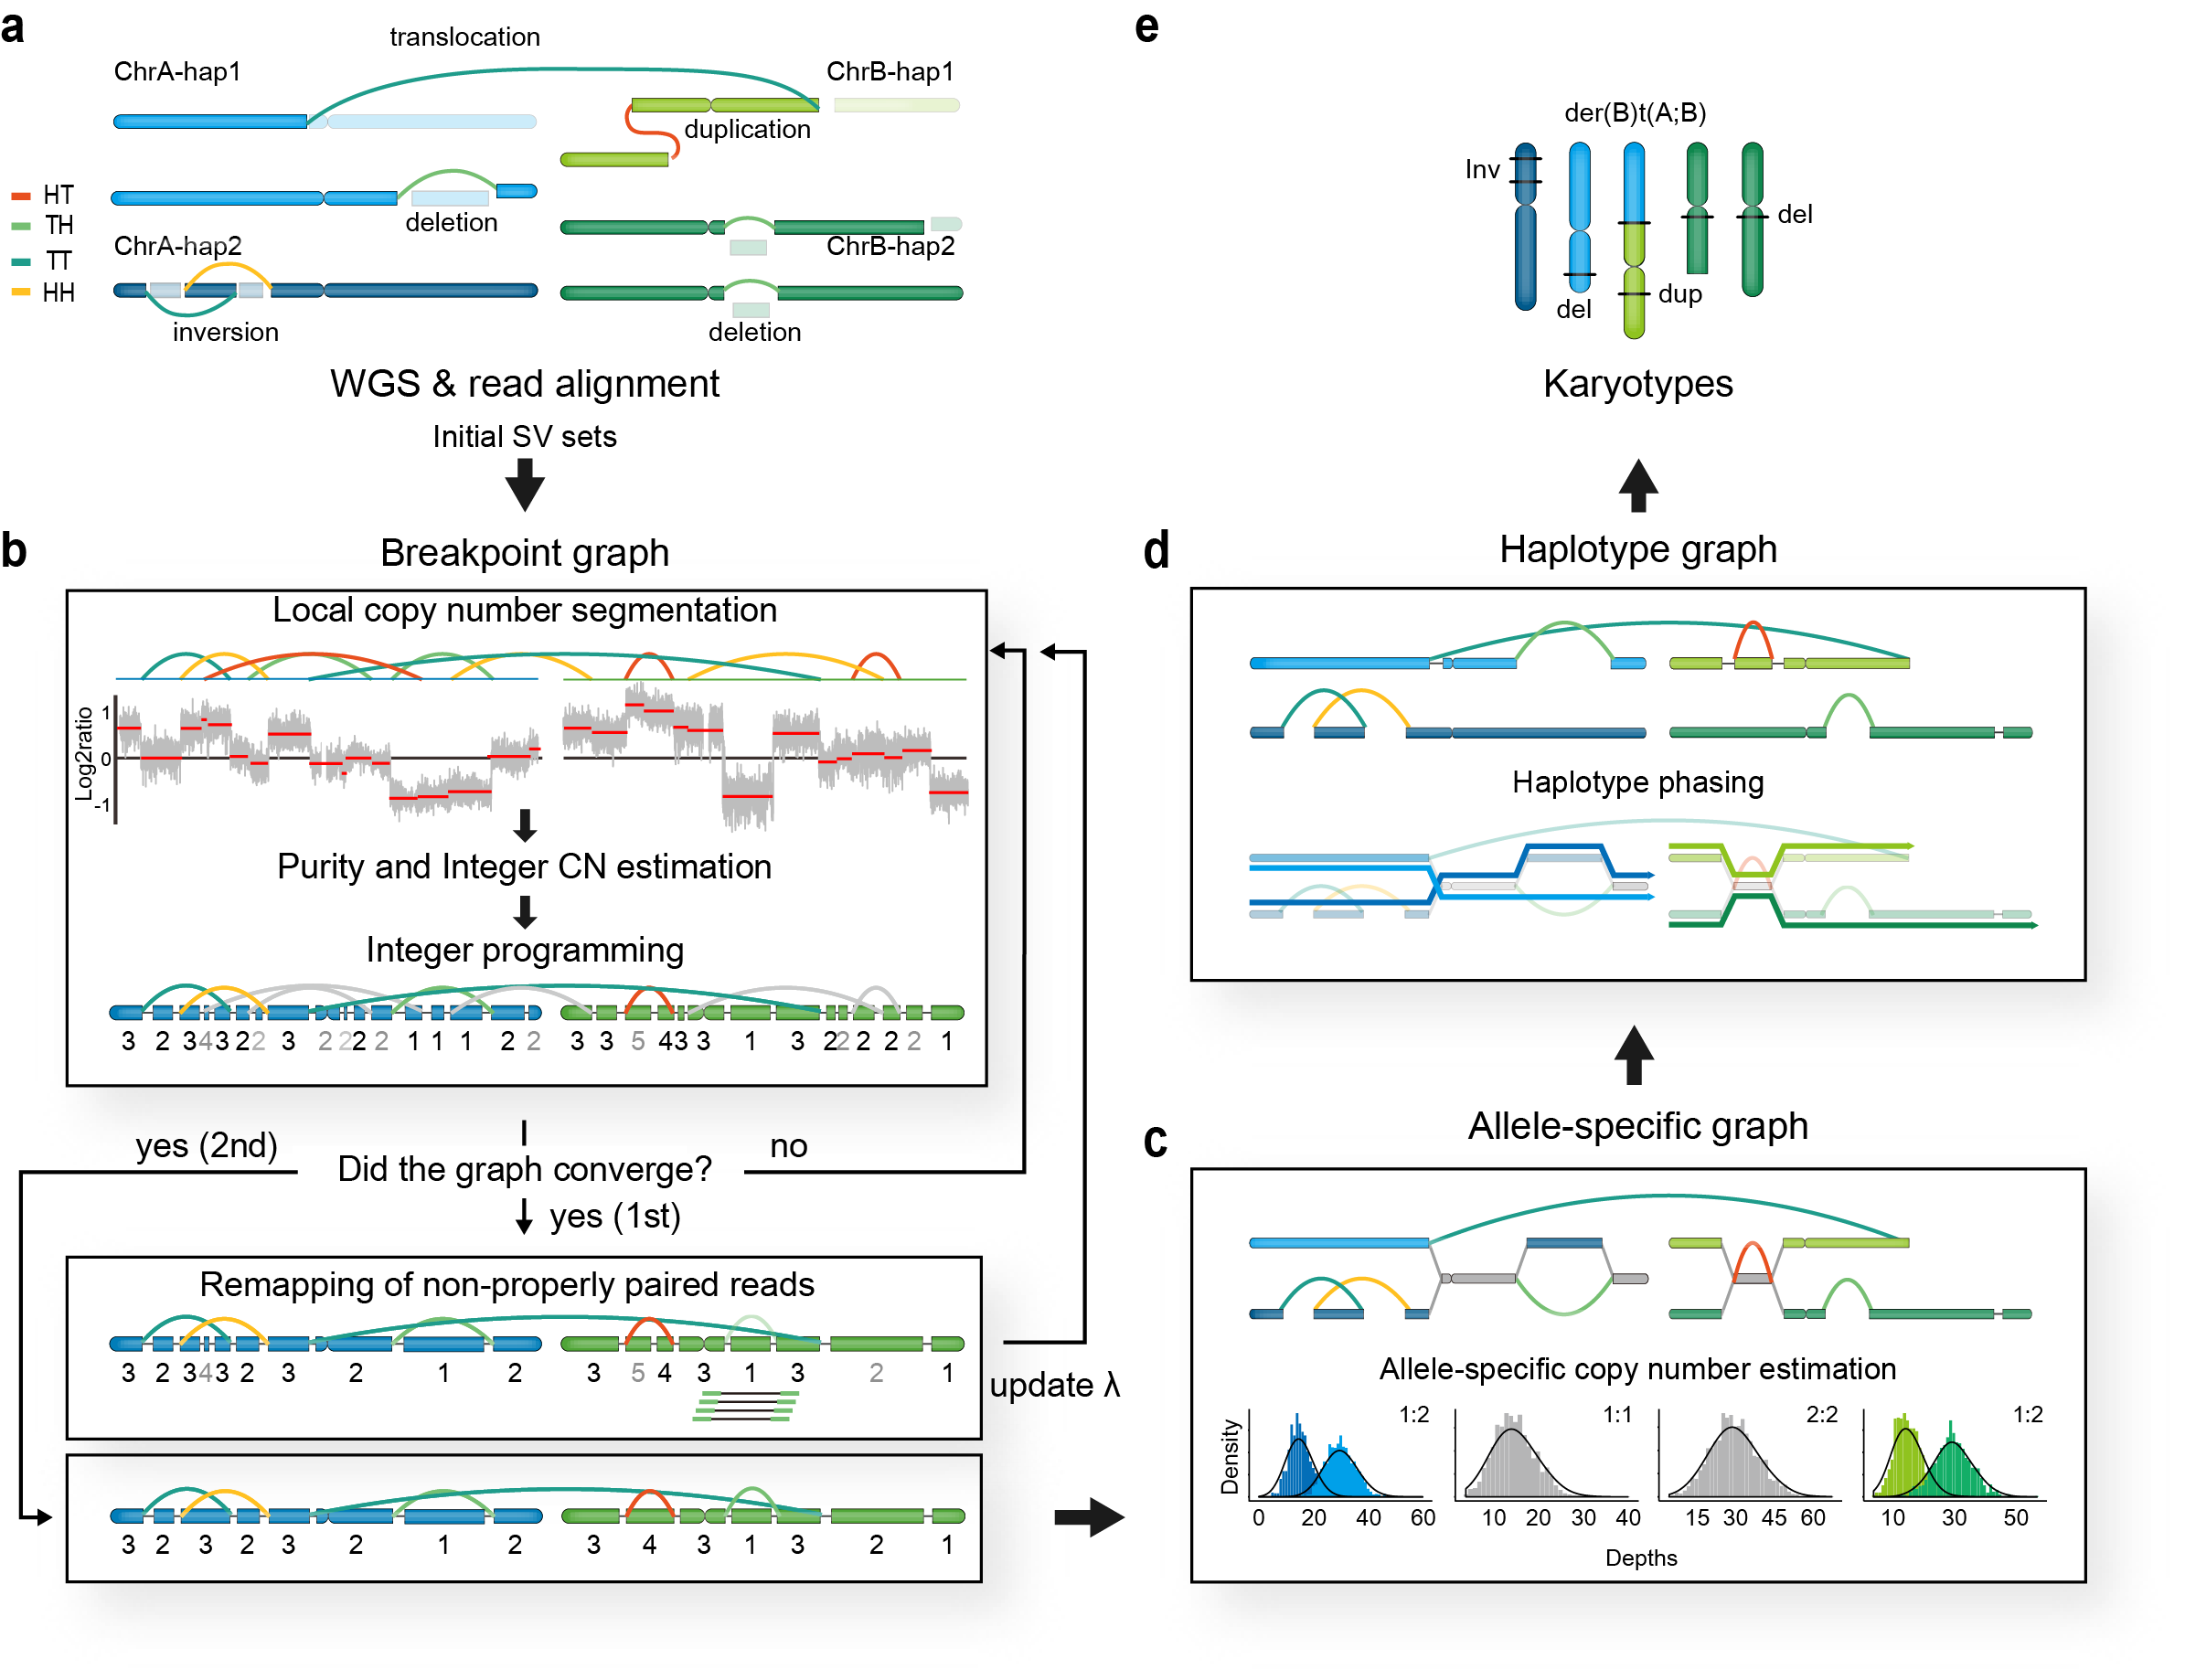 a
translocation
ChrA-hap1
ChrB-hap1
duplication
HT
TH
TT
HH
deletion
ChrA-hap2
ChrB-hap2
inversion
deletion
WGS & read alignment
Initial SV sets
b
Breakpoint graph
Local copy number segmentation
Log2ratio
1
0
-1
Purity and Integer CN estimation
Integer programming
3 2 3 4 3 2 2 3 2 2 2 2 1 1 1 2 2 3 3 5 4 3 3 1 3 2 2 2 2 2 1
yes (2nd)
Did the graph converge?
no
yes (1st)
Remapping of non-properly paired reads
3 2 3 4 3 2 3 2 1 2 3 5 4 3 1 3 2 1
update λ
3 2 3 2 3 2 1 2 3 4 3 1 3 2 1
e
der(B)t(A;B)
Inv
del
dup
del
Karyotypes
d
Haplotype graph
Haplotype phasing
c
Allele-specific graph
Allele-specific copy number estimation
Density
1:2
1:1
2:2
1:2
0 20 40 60
10 20 30 40
15 30 45 60
10 30 50
Depths